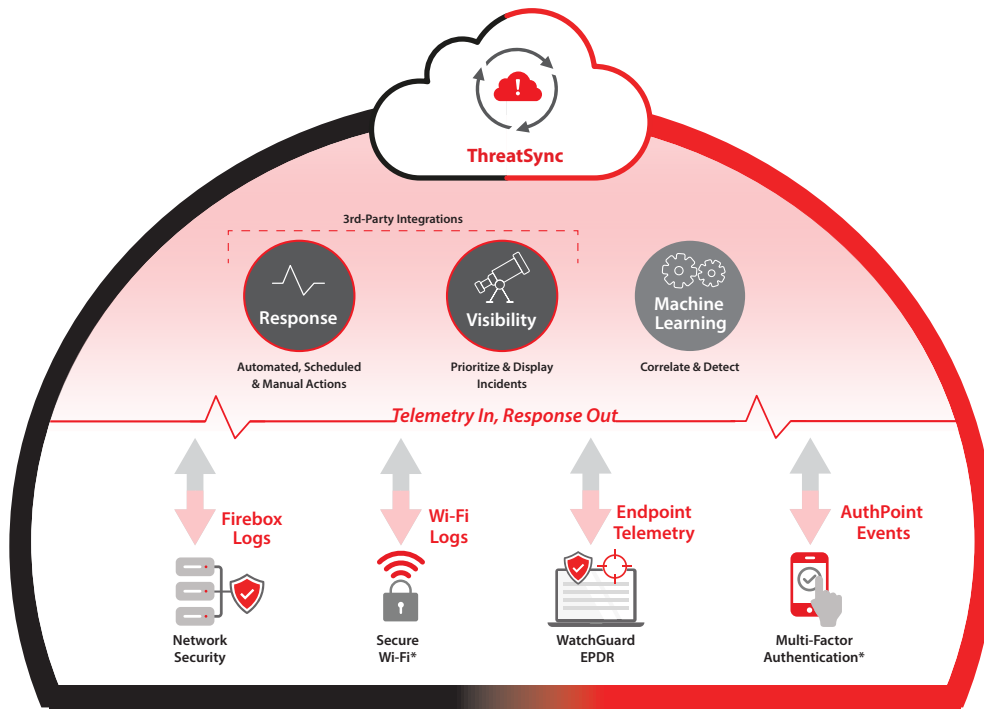 ThreatSync
3rd-Party Integrations
Response
Visibility
Machine
Learning
Automated, Scheduled
& Manual Actions
Prioritize & Display
Incidents
Correlate & Detect
Telemetry In, Response Out
Firebox
Logs
Wi-Fi
Logs
Endpoint
Telemetry
AuthPoint
Events
Network
Security
Secure
Wi-Fi*
WatchGuard
EPDR
Multi-Factor
Authentication*